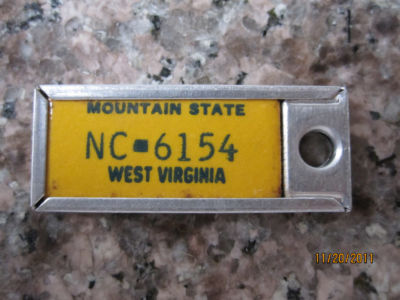 MOUNTAIN STATE
NC-6154
WEST VIRGINIA
11/20/2011